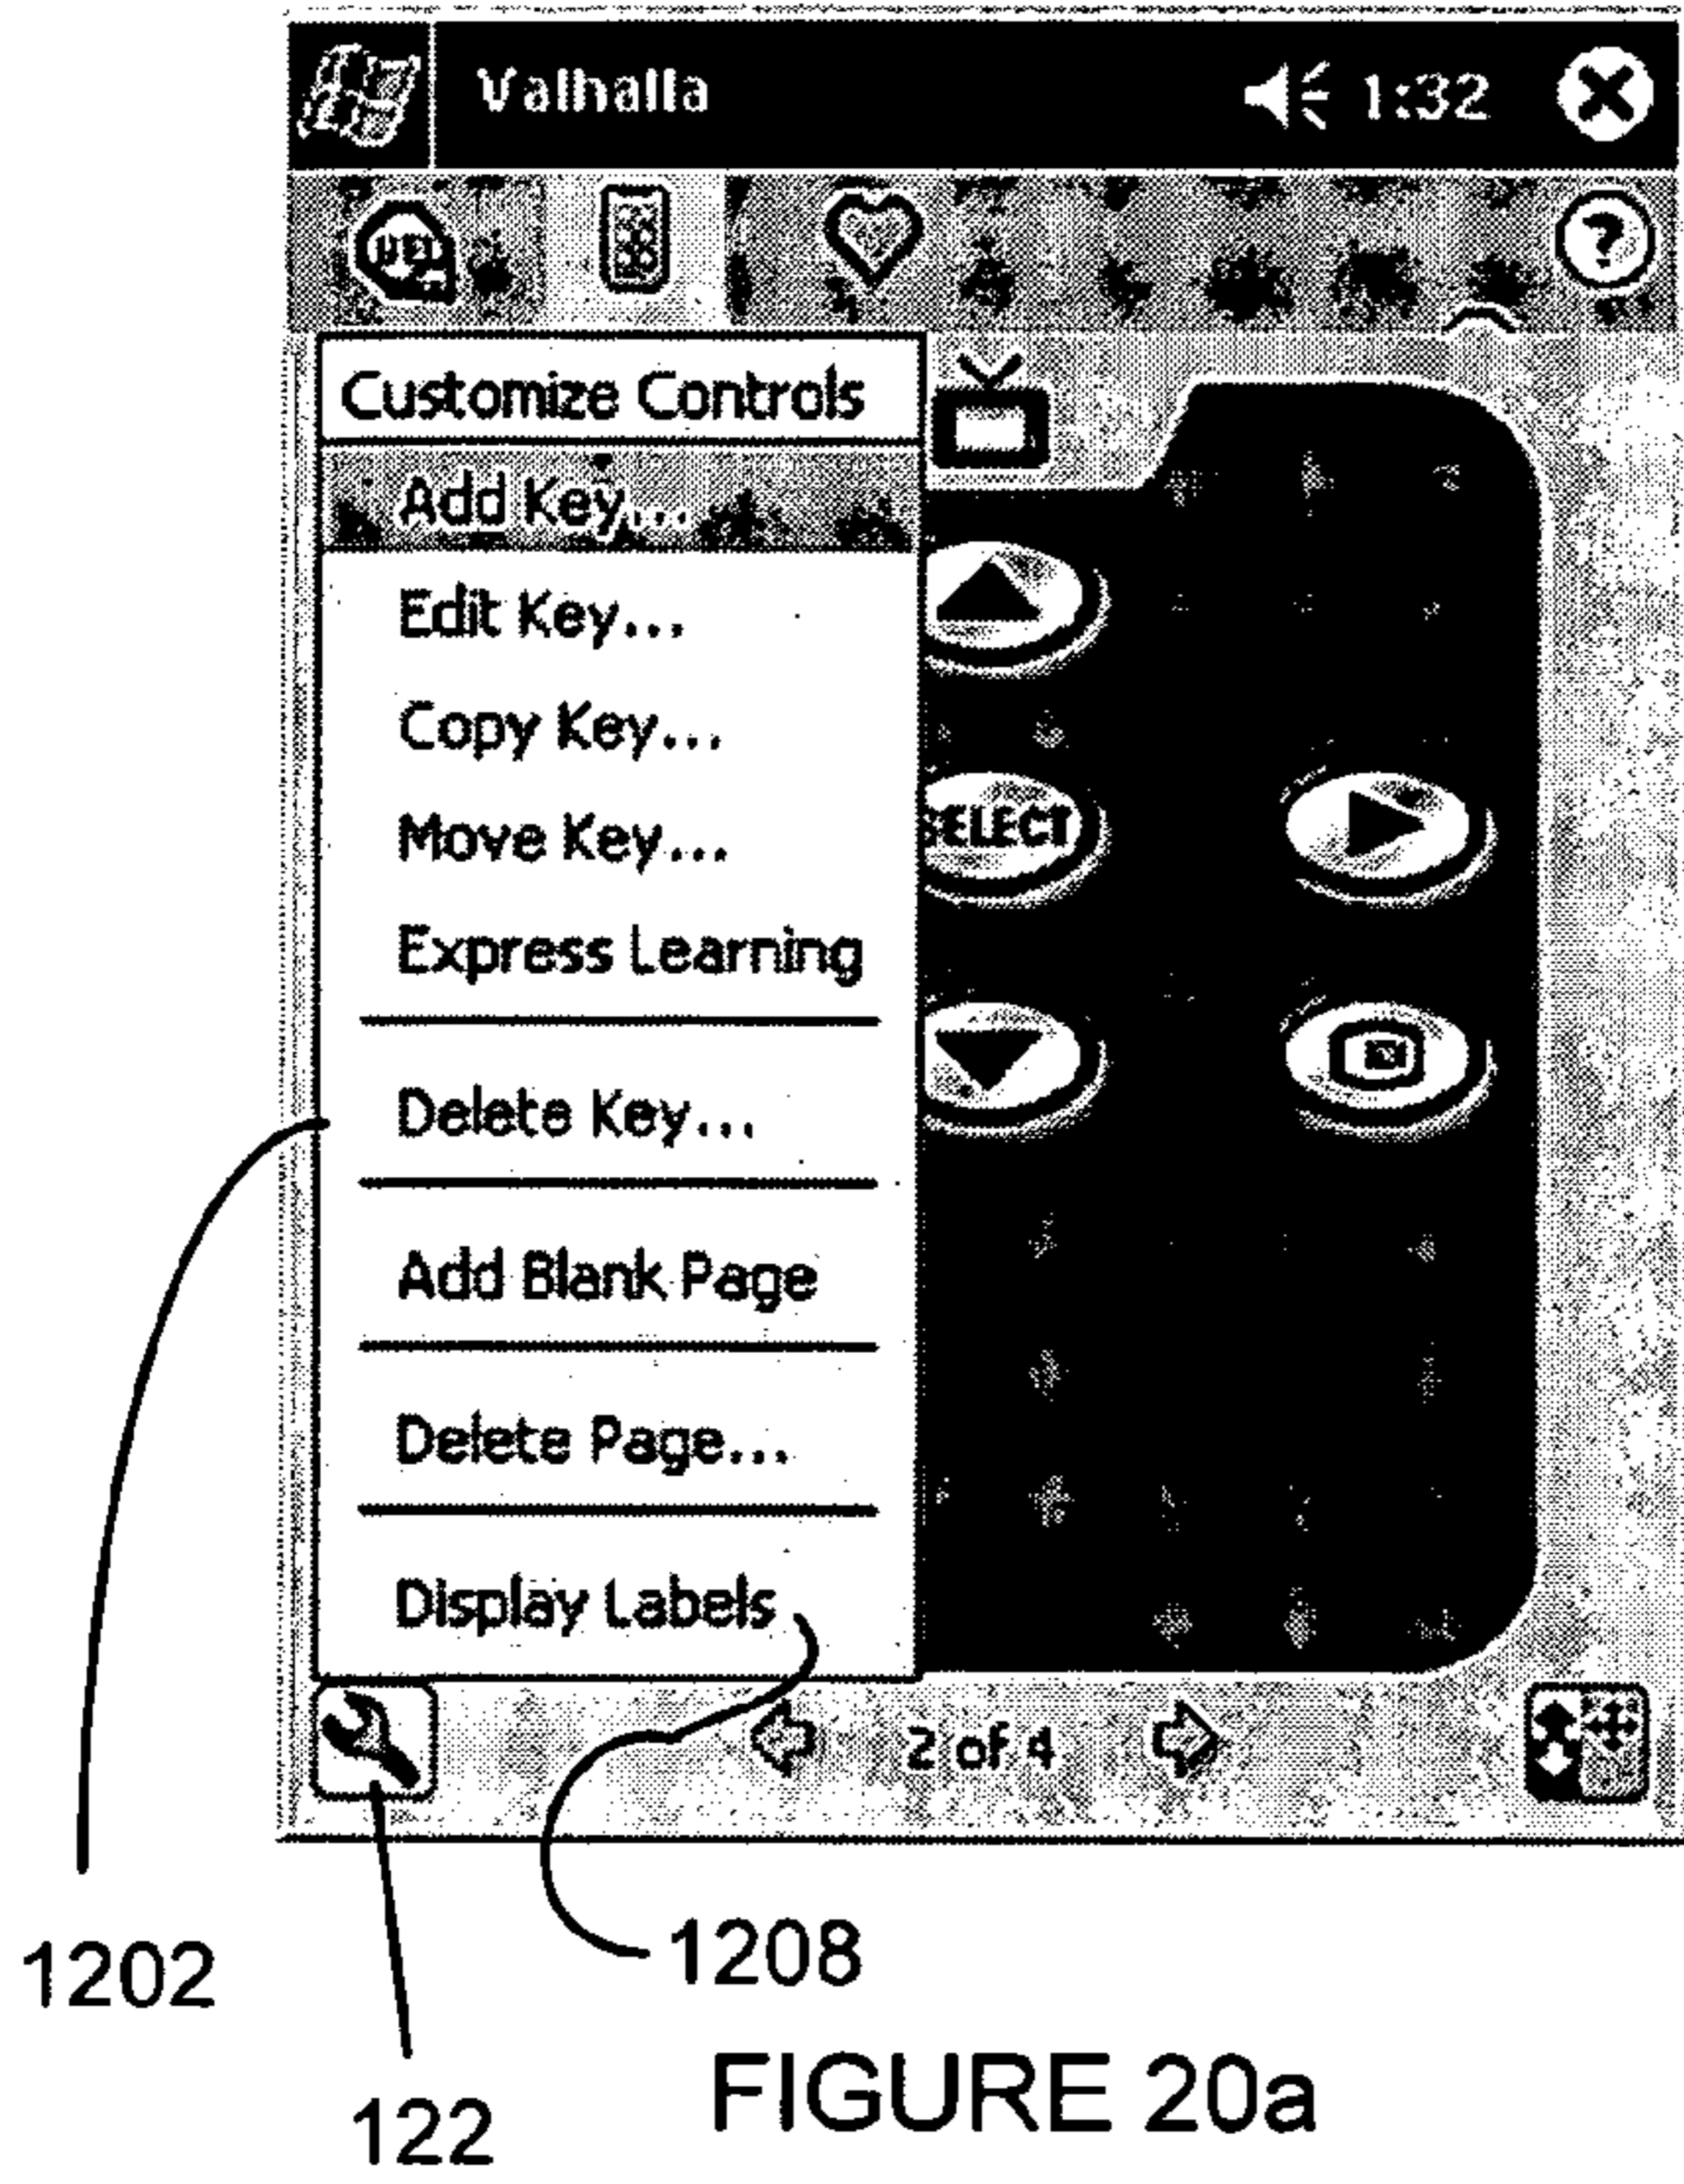 Valhalla 1:32
?
Customize Controls
Add Key...
Edit Key...
Copy Key...
Move Key...
SELECT
Express Learning
Delete Key...
Add Blank Page
Delete Page...
Display Labels
2 of 4
1202
1208
122
FIGURE 20a